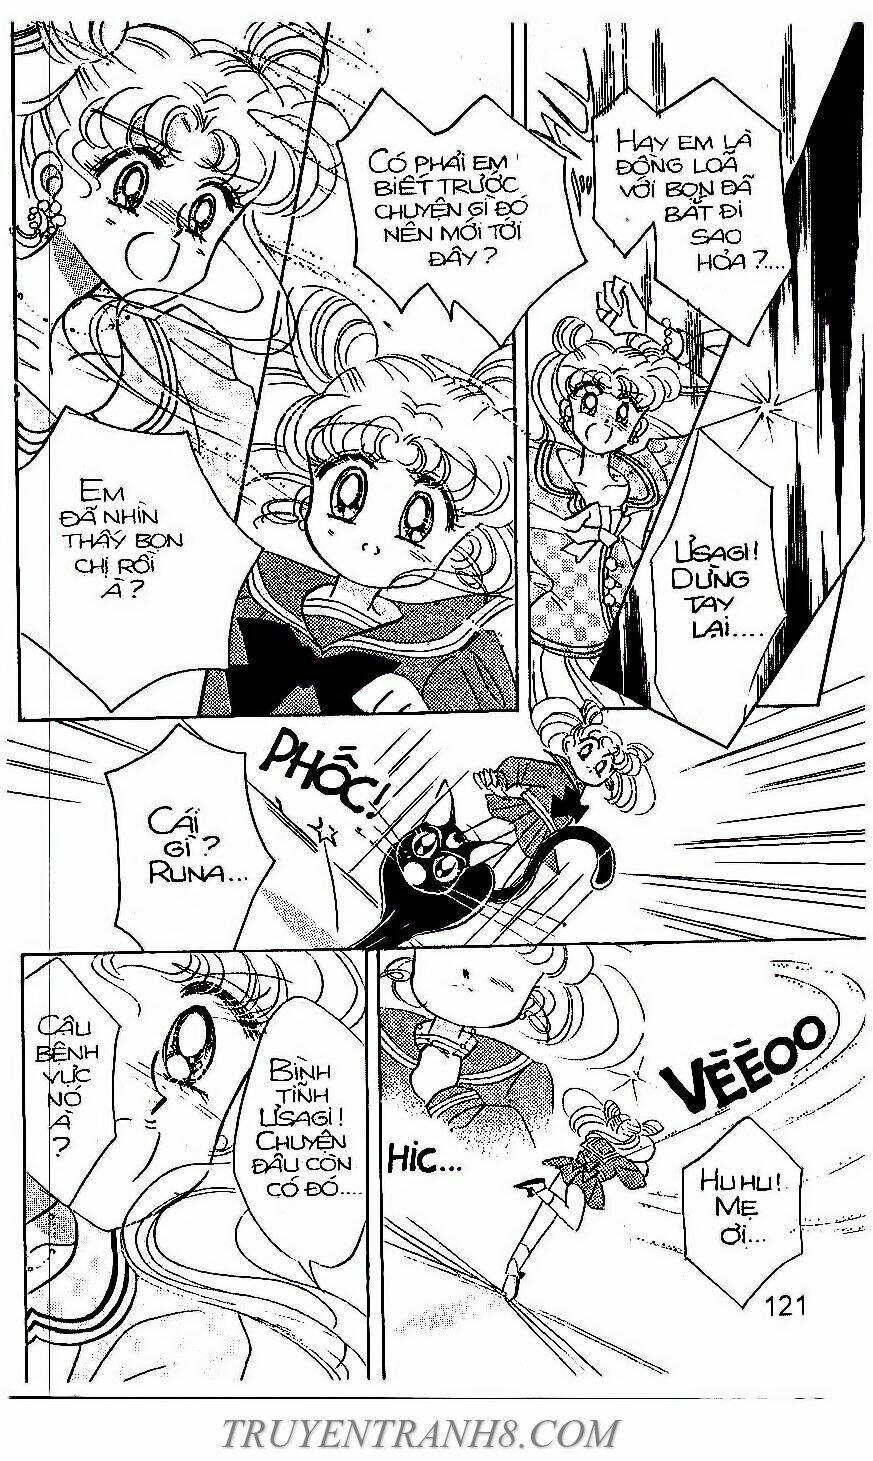 EM
ĐÃ NHÌN
THẤY BỌN
CHỊ RỒI
À?
CÓ PHẢI EM
BIẾT TRƯỚC
CHUYỆN GÌ ĐÓ
NÊN MỚI TỚI
ĐÂY?
HAY EM LÀ
ĐỒNG LOÃ
VỚI BỌN ĐÃ
BẮT ĐI
SAO
HỎA?....
USAGI!
DỪNG
TAY
LẠI....
PHỐC!
CÁI
GÌ?
RUNA...
CẬU
BÊNH
VỰC
NÓ
À?
BÌNH
TĨNH
USAGI!
CHUYỆN
ĐÂU CÒN
CÓ ĐÓ....
HIC...
VÈÈOO
HU HU!
MẸ
ƠI...
121
TRUYENTRANH8.COM